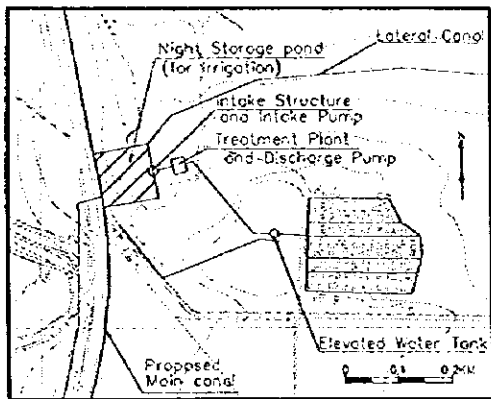 Night Storage pond
(for irrigation)
Lateral Canal
Intake Structure
and Intake Pump
Treatment Plant
and Discharge Pump
Elevated Water Tank
Proposed
Main canal
0 0.1 0.2KM